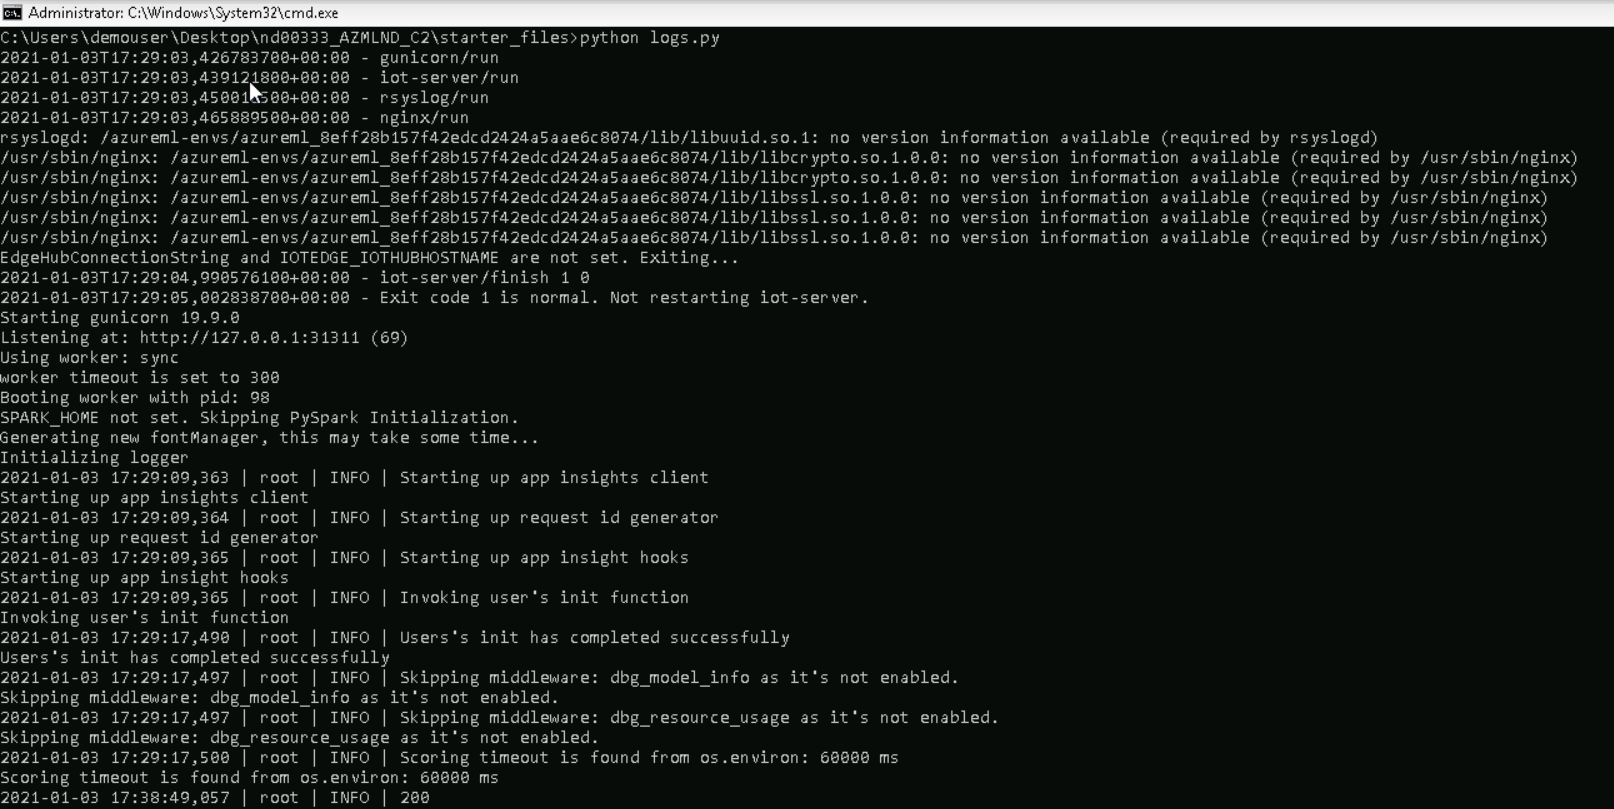 Administrator: C:\Windows\System32\cmd.exe
C:\Users\demouser\Desktop\nd00333_AZMLND_C2\starter_files>python logs.py
2021-01-03T17:29:03,426783700+00:00 - gunicorn/run
2021-01-03T17:29:03,439121800+00:00 - iot-server/run
- rsyslog/run
2021-01-03T17:29:03,465889500+00:00 - nginx/run
rsyslogd: /azureml-envs/azureml_8eff28b157f42edcd2424a5aae6c8074/lib/libuuid.so.1: no version information available (required by rsyslogd)
/usr/sbin/nginx: /azureml-envs/azureml_8eff28b157f42edcd2424a5aae6c8074/lib/libcrypto.so.1.0.0: no version information available (required by /usr/sbin/nginx)
/usr/sbin/nginx: /azureml-envs/azureml_8eff28b157f42edcd2424a5aae6c8074/lib/libcrypto.so.1.0.0: no version information available (required by /usr/sbin/nginx)
/usr/sbin/nginx: /azureml-envs/azureml_8eff28b157f42edcd2424a5aae6c8074/lib/libssl.so.1.0.0: no version information available (required by /usr/sbin/nginx)
/usr/sbin/nginx: /azureml-envs/azureml_8eff28b157f42edcd2424a5aae6c8074/lib/libssl.so.1.0.0: no version information available (required by /usr/sbin/nginx)
/usr/sbin/nginx: /azureml-envs/azureml_8eff28b157f42edcd2424a5aae6c8074/lib/libssl.so.1.0.0: no version information available (required by /usr/sbin/nginx)
EdgeHubConnectionString and IOTEDGE_IOTHUBHOSTNAME are not set. Exiting...
2021-01-03T17:29:04,990576100+00:00 - iot-server/finish 1 0
2021-01-03T17:29:05,002838700+00:00 - Exit code 1 is normal. Not restarting iot-server.
Starting gunicorn 19.9.0
Listening at: http://127.0.0.1:31311 (69)
Using worker: sync
worker timeout is set to 300
Booting worker with pid: 98
SPARK_HOME not set. Skipping PySpark Initialization.
Generating new fontManager, this may take some time...
Initializing logger
2021-01-03 17:29:09,363 | root | INFO | Starting up app insights client
Starting up app insights client
2021-01-03 17:29:09,364 | root | INFO | Starting up request id generator
Starting up request id generator
2021-01-03 17:29:09,365 | root | INFO | Starting up app insight hooks
Starting up app insight hooks
2021-01-03 17:29:09,365 | root | INFO | Invoking user's init function
Invoking user's init function
2021-01-03 17:29:17,490 | root | INFO | Users's init has completed successfully
Users's init has completed successfully
2021-01-03 17:29:17,497 | root | INFO | Skipping middleware: dbg_model_info as it's not enabled.
Skipping middleware: dbg_model_info as it's not enabled.
2021-01-03 17:29:17,497 | root | INFO | Skipping middleware: dbg_resource_usage as it's not enabled.
Skipping middleware: dbg_resource_usage as it's not enabled.
2021-01-03 17:29:17,500 | root | INFO | Scoring timeout is found from os.environ: 60000 ms
Scoring timeout is found from os.environ: 60000 ms
2021-01-03 17:38:49,057 | root | INFO | 200